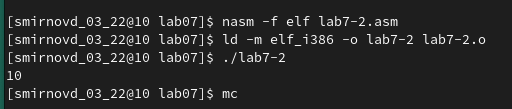 [smirnovd_03_22@10 lab07]$ nasm -f elf lab7-2.asm
[smirnovd_03_22@10 lab07]$ ld -m elf_i386 -o lab7-2 lab7-2.o
[smirnovd_03_22@10 lab07]$ ./lab7-2
10
[smirnovd_03_22@10 lab07]$ mc